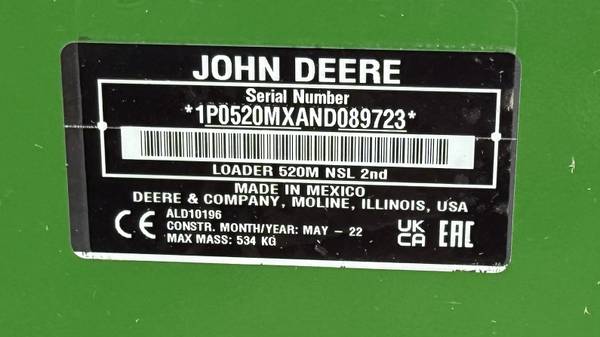 JOHN DEERE
Serial Number
*1P0520MXAND089723*
LOADER 520M NSL 2nd
MADE IN MEXICO
DEERE & COMPANY, MOLINE, ILLINOIS, USA
ALD10196
CONSTR. MONTH/YEAR: MAY - 22
MAX MASS: 534 KG
CE
UK CA
EAC